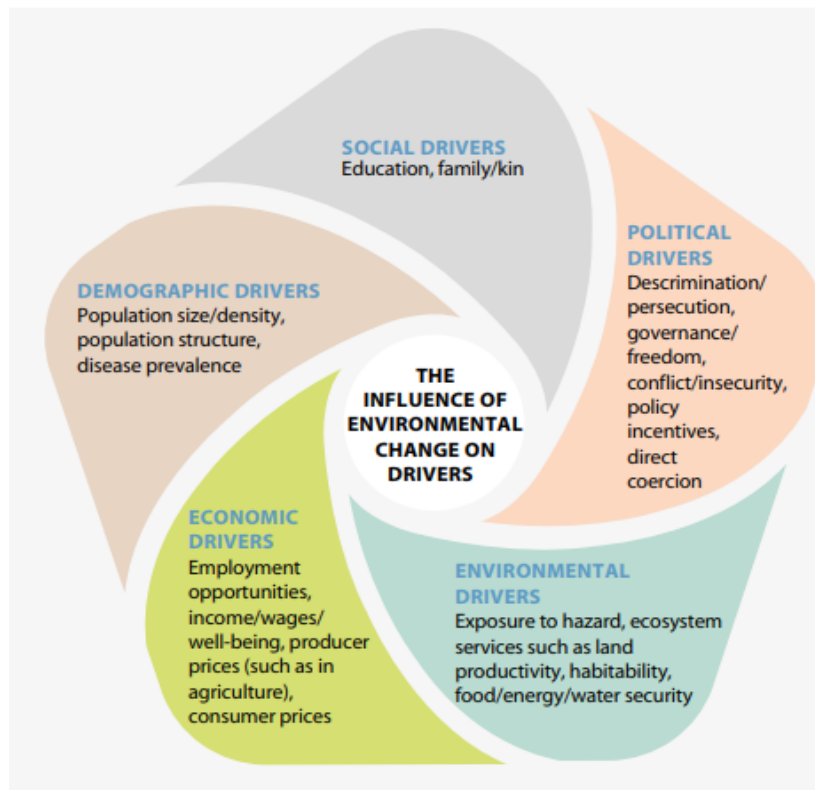 SOCIAL DRIVERS
Education, family/kin
POLITICAL
DRIVERS
Descrimination/
persecution,
governance/
freedom,
conflict/insecurity,
policy
incentives,
direct
coercion
DEMOGRAPHIC DRIVERS
Population size/density,
population structure,
disease prevalence
THE
INFLUENCE OF
ENVIRONMENTAL
CHANGE ON
DRIVERS
ECONOMIC
DRIVERS
Employment
opportunities,
income/wages/
well-being, producer
prices (such as in
agriculture),
consumer prices
ENVIRONMENTAL
DRIVERS
Exposure to hazard, ecosystem
services such as land
productivity, habitability,
food/energy/water security